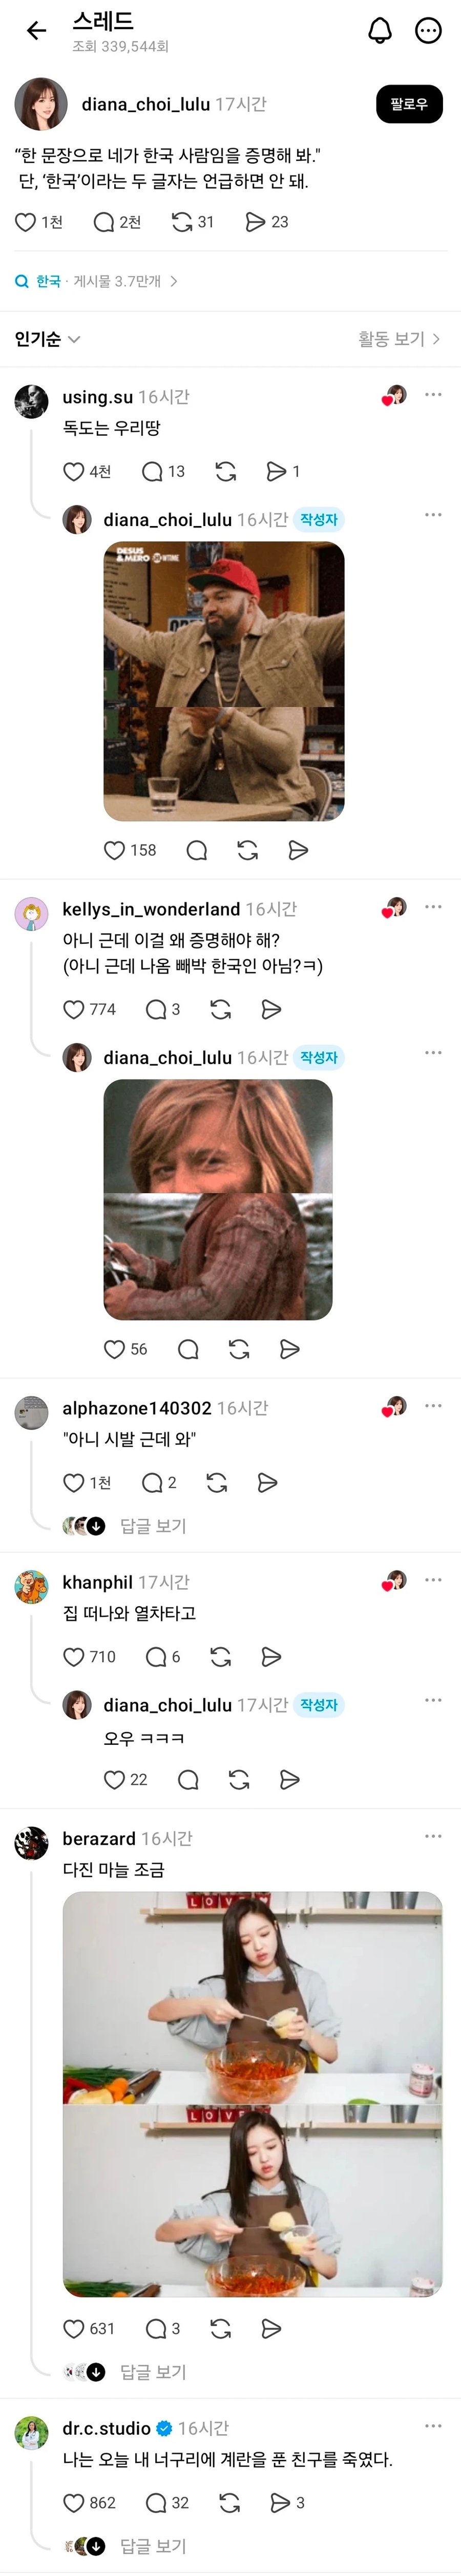 스레드
조회 339,544회
diana_choi_lulu 17시간
팔로우
“한 문장으로 네가 한국 사람임을 증명해 봐."
단, ‘한국’이라는 두 글자는 언급하면 안 돼.
1천 2천 31 23
한국 · 게시물 3.7만개
인기순 활동 보기
using.su 16시간
독도는 우리땅
4천 13 1
diana_choi_lulu 16시간 작성자
DESUS
& MERO SHOWTIME
158
kellys_in_wonderland 16시간
아니 근데 이걸 왜 증명해야 해?
(아니 근데 나옴 빼박 한국인 아님?ㅋ)
774 3
diana_choi_lulu 16시간 작성자
56
alphazone140302 16시간
"아니 시발 근데 와"
1천 2
답글 보기
khanphil 17시간
집 떠나와 열차타고
710 6
diana_choi_lulu 17시간 작성자
오우 ㅋㅋㅋ
22
berazard 16시간
다진 마늘 조금
LOVE
LOVE
631 3
답글 보기
dr.c.studio 16시간
나는 오늘 내 너구리에 계란을 푼 친구를 죽였다.
862 32 3
답글 보기